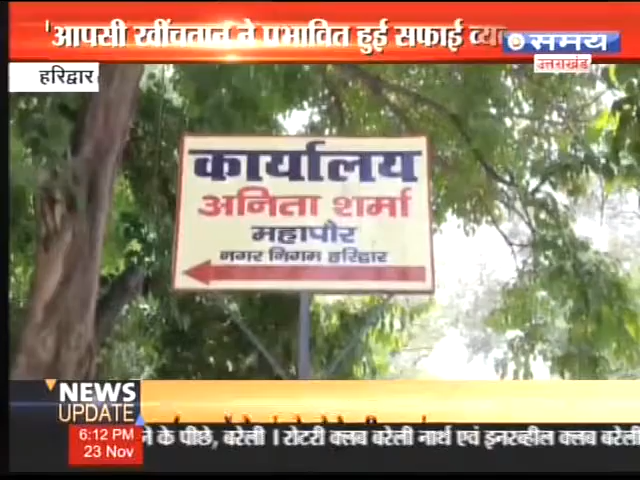 'आपसी खींचतान ने प्रभावित हुई सफाई
समय
उत्तराखंड
हरिद्वार
कार्यालय
अनिता शर्मा
महापौर
नगर निगम हरिद्वार
NEWS
UPDATE
6:12 PM
23 Nov
ने के पीछे, बरेली । रोटरी क्लब बरेली नार्थ एवं इनरव्हील क्लब बरेली